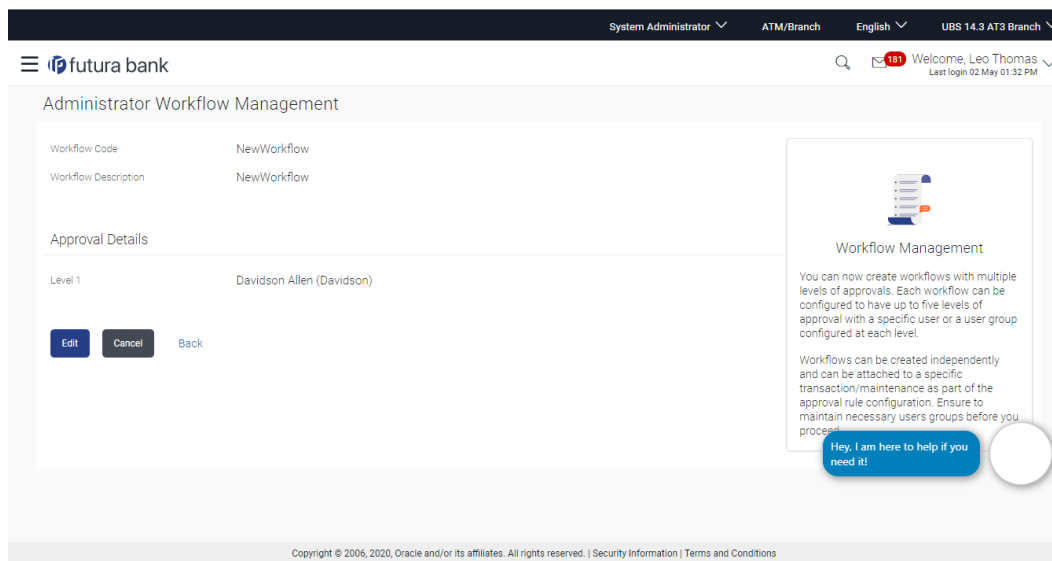 System Administrator ATM/Branch English UBS 14.3 AT3 Branch
futura bank 181 Welcome, Leo Thomas
Last login 02 May 01:32 PM
Administrator Workflow Management
Workflow Code NewWorkflow
Workflow Description NewWorkflow
Approval Details
Level 1 Davidson Allen (Davidson)
Edit Cancel Back
Workflow Management
You can now create workflows with multiple
levels of approvals. Each workflow can be
configured to have up to five levels of
approval with a specific user or a user group
configured at each level.
Workflows can be created independently
and can be attached to a specific
transaction/maintenance as part of the
approval rule configuration. Ensure to
maintain necessary users groups before you
proceed.
Hey, I am here to help if you
need it!
Copyright © 2006, 2020, Oracle and/or its affiliates. All rights reserved. | Security Information | Terms and Conditions